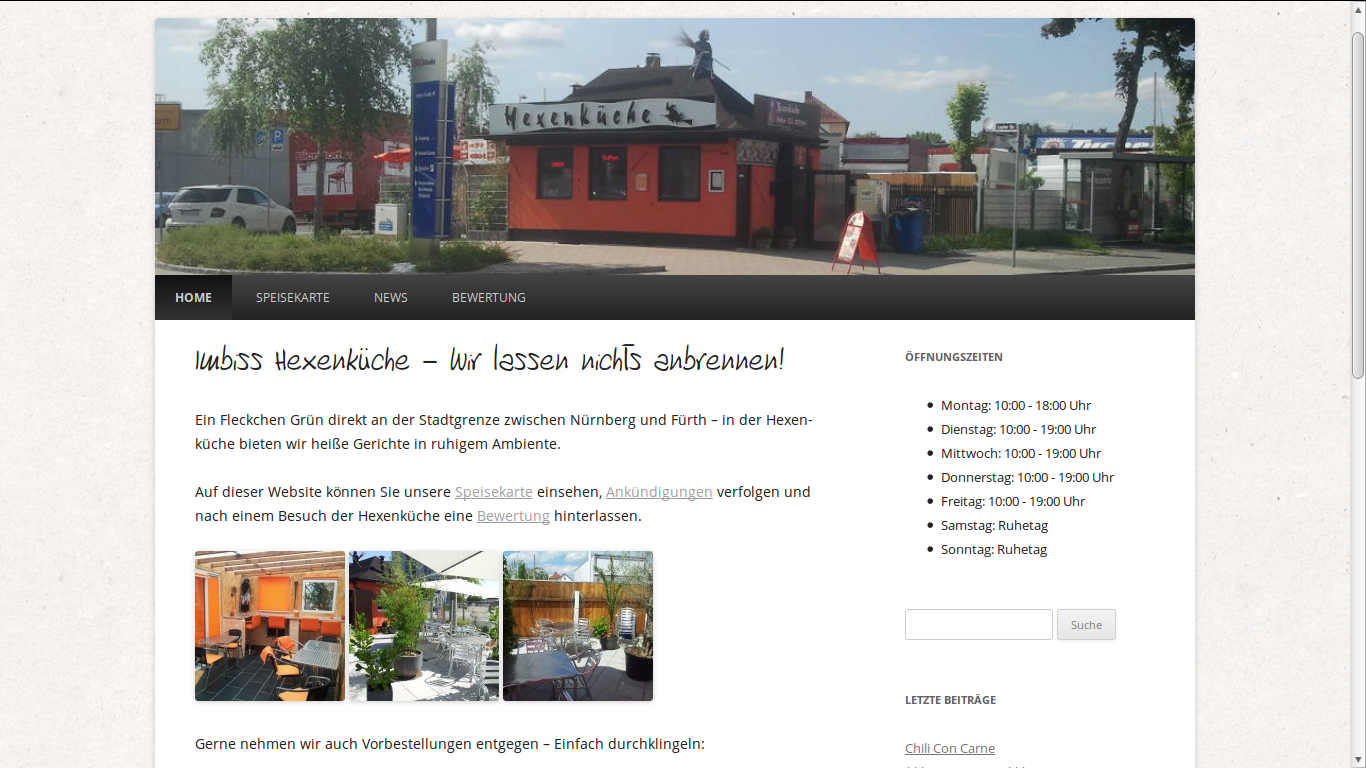 Hexenküche
HOME
SPEISEKARTE
NEWS
BEWERTUNG
Imbiss Hexenküche – Wir lassen nichts anbrennen!
Ein Fleckchen Grün direkt an der Stadtgrenze zwischen Nürnberg und Fürth – in der Hexen-
küche bieten wir heiße Gerichte in ruhigem Ambiente.
Auf dieser Website können Sie unsere Speisekarte einsehen, Ankündigungen verfolgen und
nach einem Besuch der Hexenküche eine Bewertung hinterlassen.
Gerne nehmen wir auch Vorbestellungen entgegen – Einfach durchklingeln:
ÖFFNUNGSZEITEN
Montag: 10:00 - 18:00 Uhr
Dienstag: 10:00 - 19:00 Uhr
Mittwoch: 10:00 - 19:00 Uhr
Donnerstag: 10:00 - 19:00 Uhr
Freitag: 10:00 - 19:00 Uhr
Samstag: Ruhetag
Sonntag: Ruhetag
Suche
LETZTE BEITRÄGE
Chili Con Carne